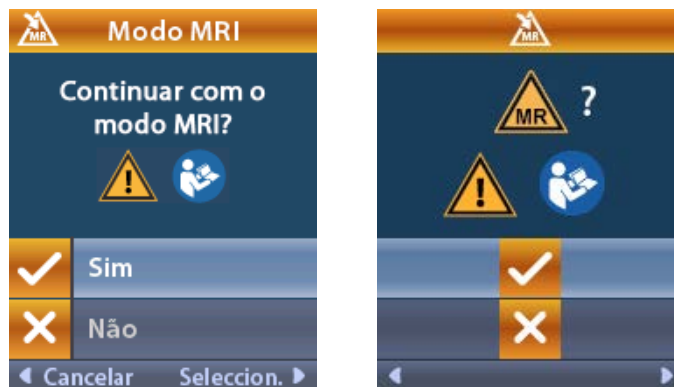 MR Modo MRI
Continuar com o
modo MRI?
!
Sim
Não
Cancelar Seleccion.
MR
MR ?
!